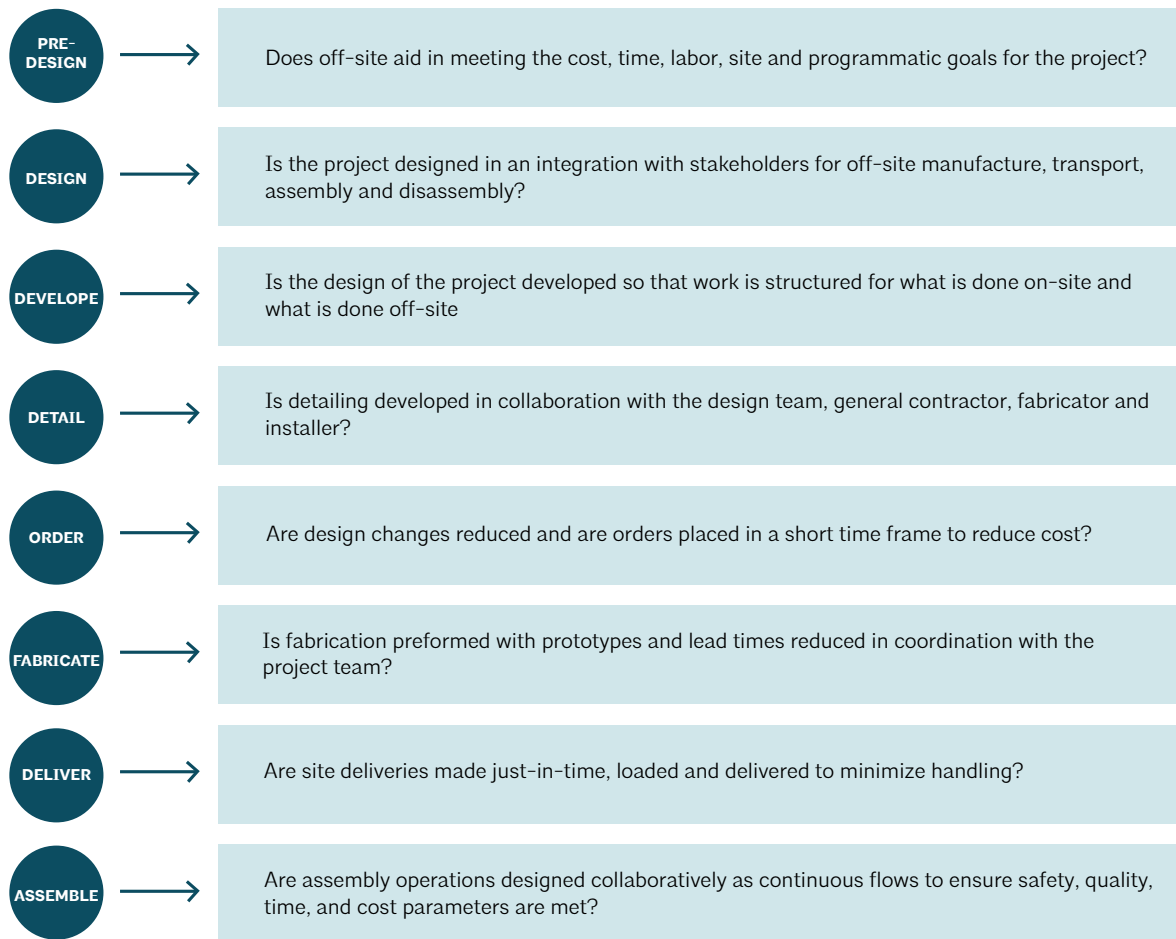 PRE-
DESIGN
Does off-site aid in meeting the cost, time, labor, site and programmatic goals for the project?
DESIGN
Is the project designed in an integration with stakeholders for off-site manufacture, transport,
assembly and disassembly?
DEVELOPE
Is the design of the project developed so that work is structured for what is done on-site and
what is done off-site
DETAIL
Is detailing developed in collaboration with the design team, general contractor, fabricator and
installer?
ORDER
Are design changes reduced and are orders placed in a short time frame to reduce cost?
FABRICATE
Is fabrication preformed with prototypes and lead times reduced in coordination with the
project team?
DELIVER
Are site deliveries made just-in-time, loaded and delivered to minimize handling?
ASSEMBLE
Are assembly operations designed collaboratively as continuous flows to ensure safety, quality,
time, and cost parameters are met?